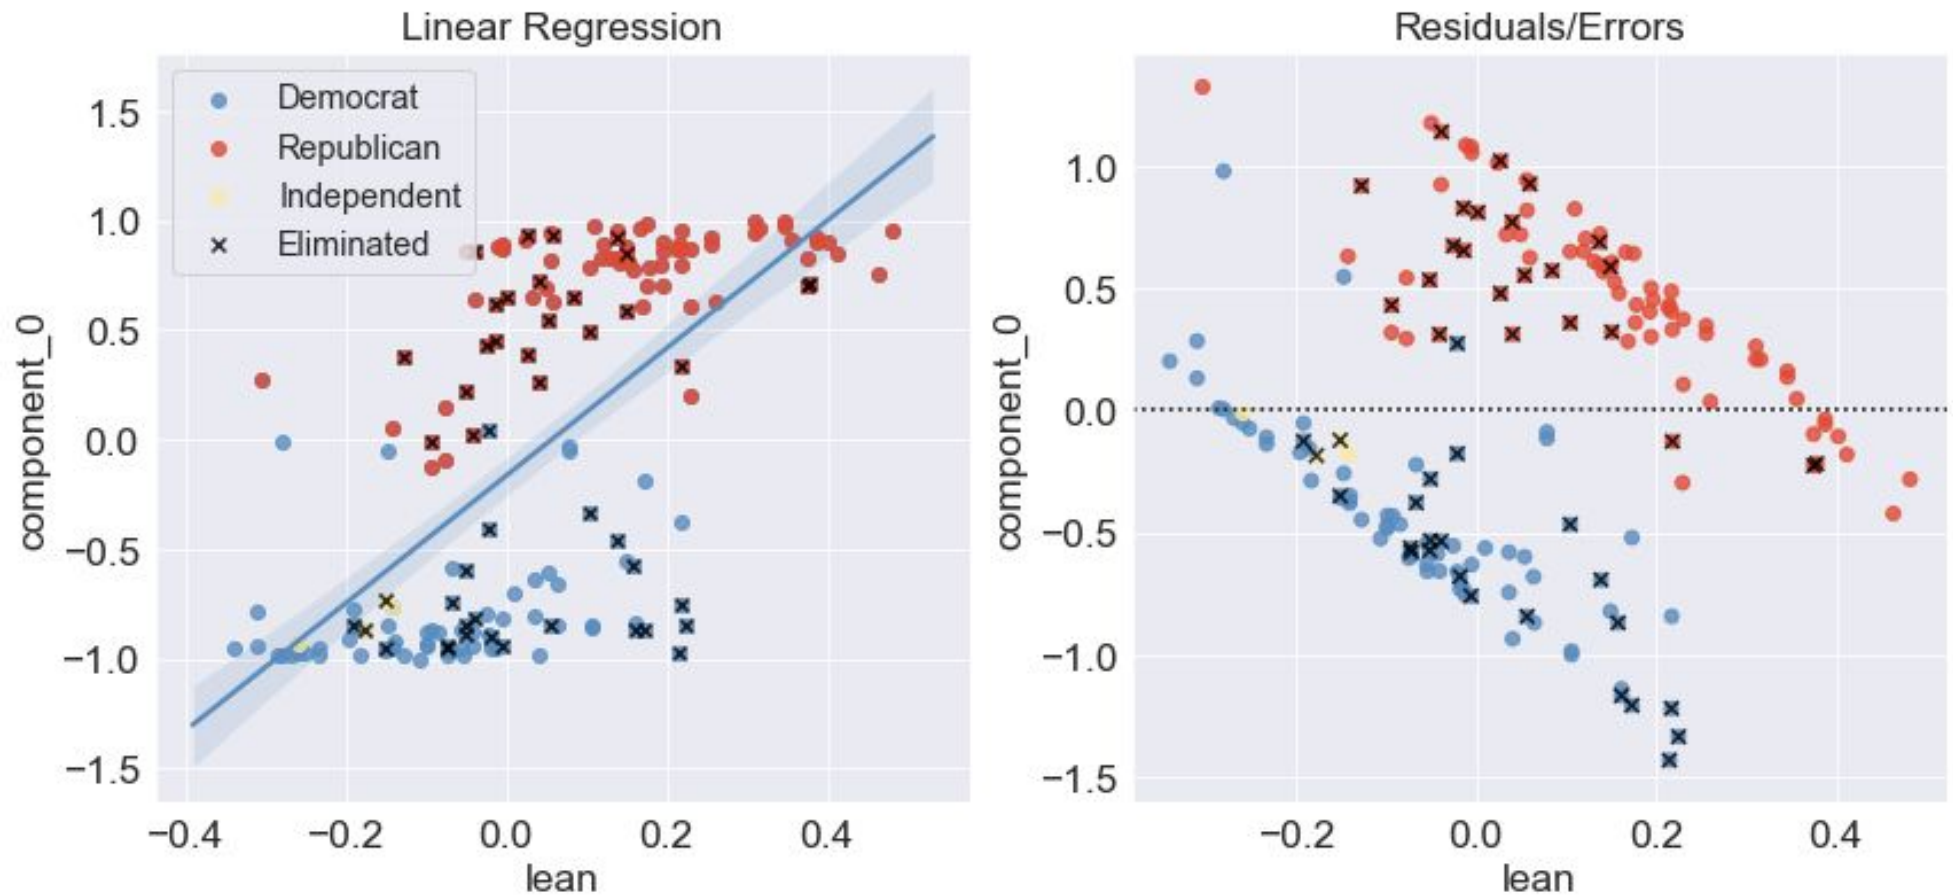 Linear Regression
Democrat
Republican
Independent
Eliminated
1.5
1.0
0.5
0.0
−0.5
−1.0
−1.5
component_0
−0.4
−0.2
0.0
0.2
0.4
lean
Residuals/Errors
1.0
0.5
0.0
−0.5
−1.0
−1.5
component_0
−0.2
0.0
0.2
0.4
lean